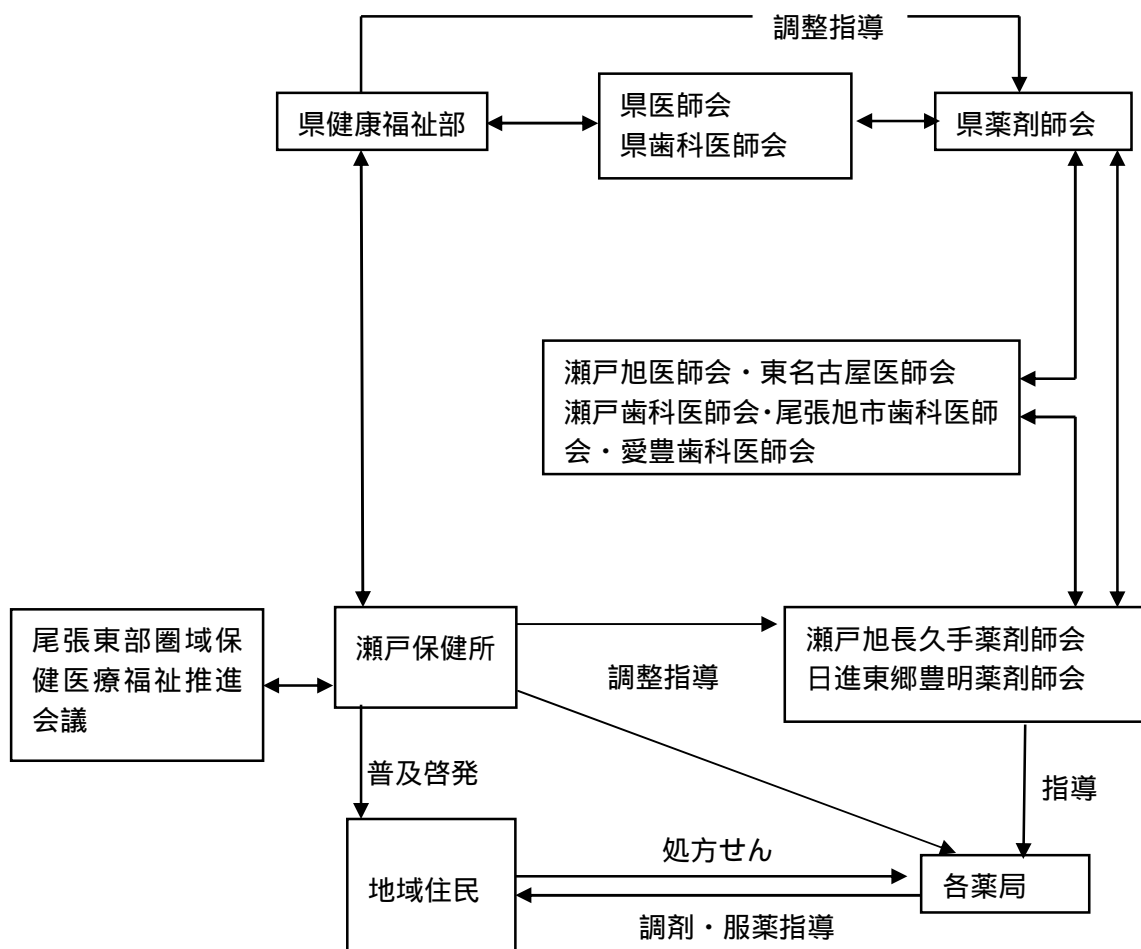 調整指導
県健康福祉部
県医師会
県歯科医師会
県薬剤師会
瀬戸旭医師会・東名古屋医師会
瀬戸歯科医師会・尾張旭市歯科医師
会・愛豊歯科医師会
尾張東部圏域保
健医療福祉推進
会議
瀬戸保健所
調整指導
瀬戸旭長久手薬剤師会
日進東郷豊明薬剤師会
普及啓発
指導
処方せん
地域住民
各薬局
調剤・服薬指導